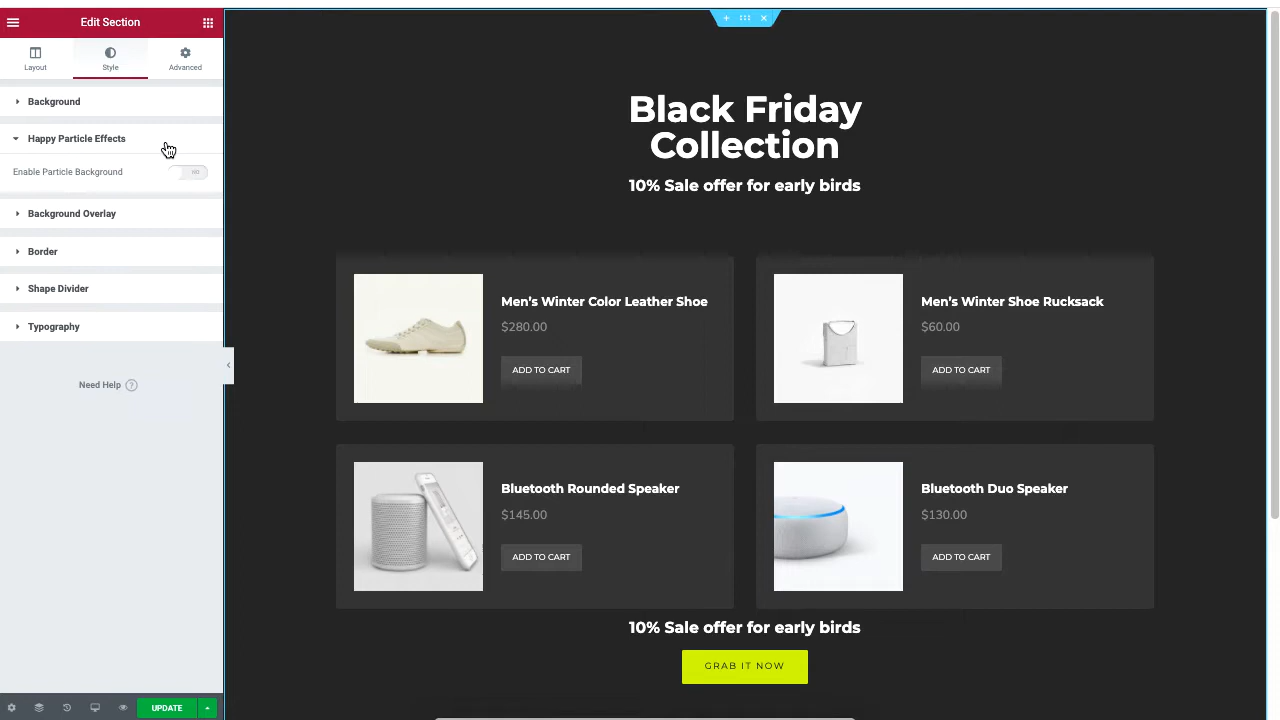 Edit Section
Layout
Style
Advanced
Background
Happy Particle Effects
Enable Particle Background
NO
Background Overlay
Border
Shape Divider
Typography
Need Help ?
UPDATE
Black Friday
Collection
10% Sale offer for early birds
Men's Winter Color Leather Shoe
$280.00
ADD TO CART
Men's Winter Shoe Rucksack
$60.00
ADD TO CART
Bluetooth Rounded Speaker
$145.00
ADD TO CART
Bluetooth Duo Speaker
$130.00
ADD TO CART
10% Sale offer for early birds
GRAB IT NOW